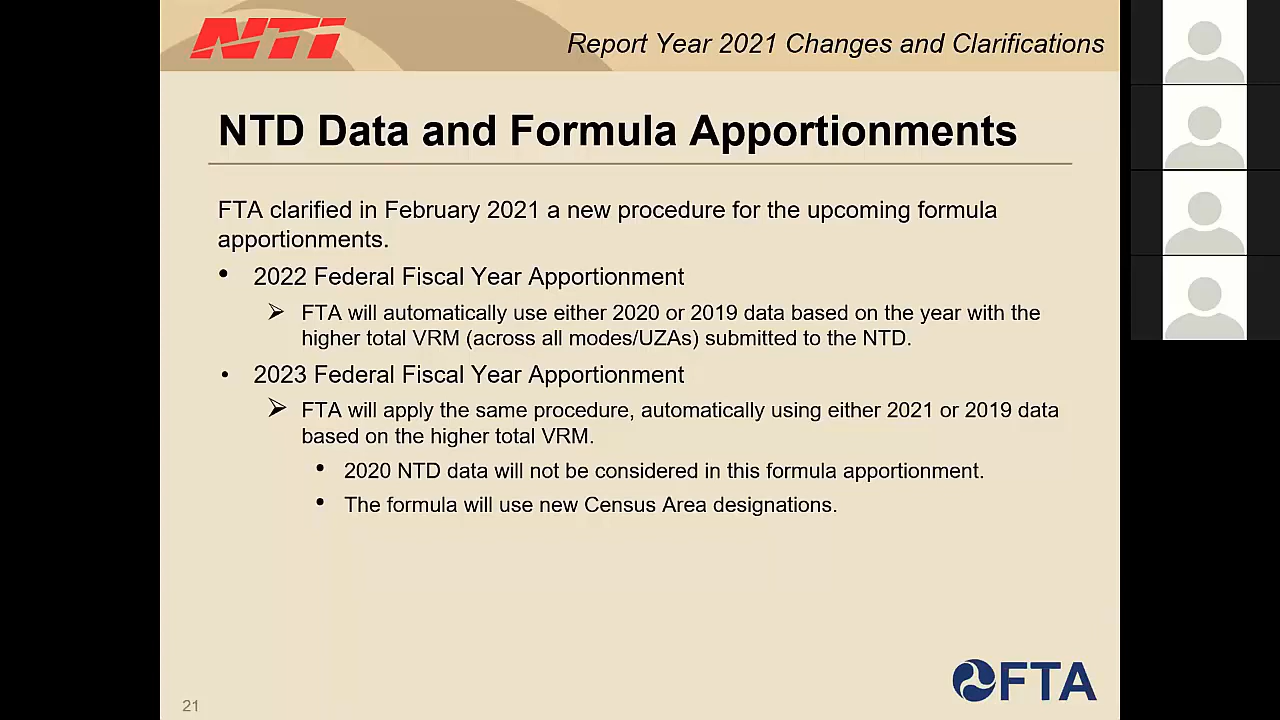 NTI
Report Year 2021 Changes and Clarifications
NTD Data and Formula Apportionments
FTA clarified in February 2021 a new procedure for the upcoming formula
apportionments.
• 2022 Federal Fiscal Year Apportionment
➢ FTA will automatically use either 2020 or 2019 data based on the year with the
higher total VRM (across all modes/UZAs) submitted to the NTD.
• 2023 Federal Fiscal Year Apportionment
➢ FTA will apply the same procedure, automatically using either 2021 or 2019 data
based on the higher total VRM.
• 2020 NTD data will not be considered in this formula apportionment.
• The formula will use new Census Area designations.
21
FTA